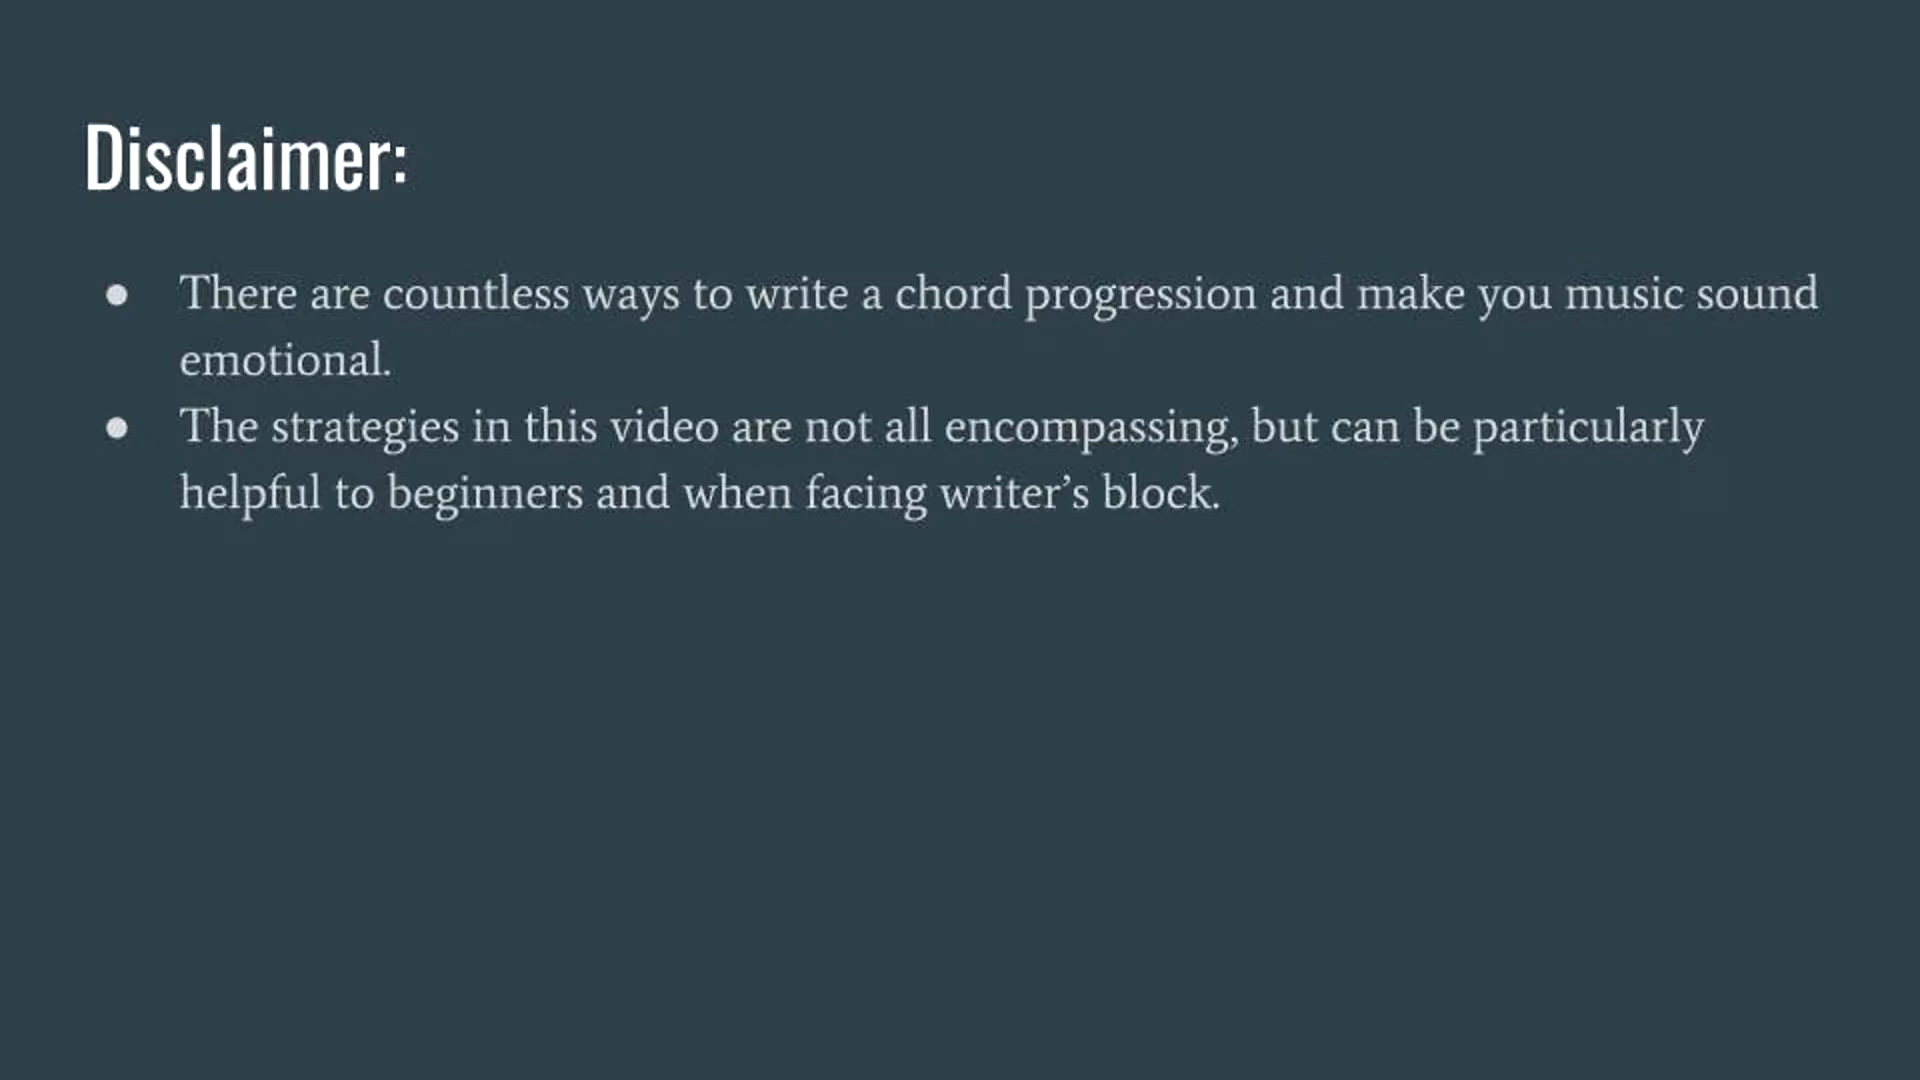 Disclaimer:
● There are countless ways to write a chord progression and make you music sound
emotional.
● The strategies in this video are not all encompassing, but can be particularly
helpful to beginners and when facing writer’s block.